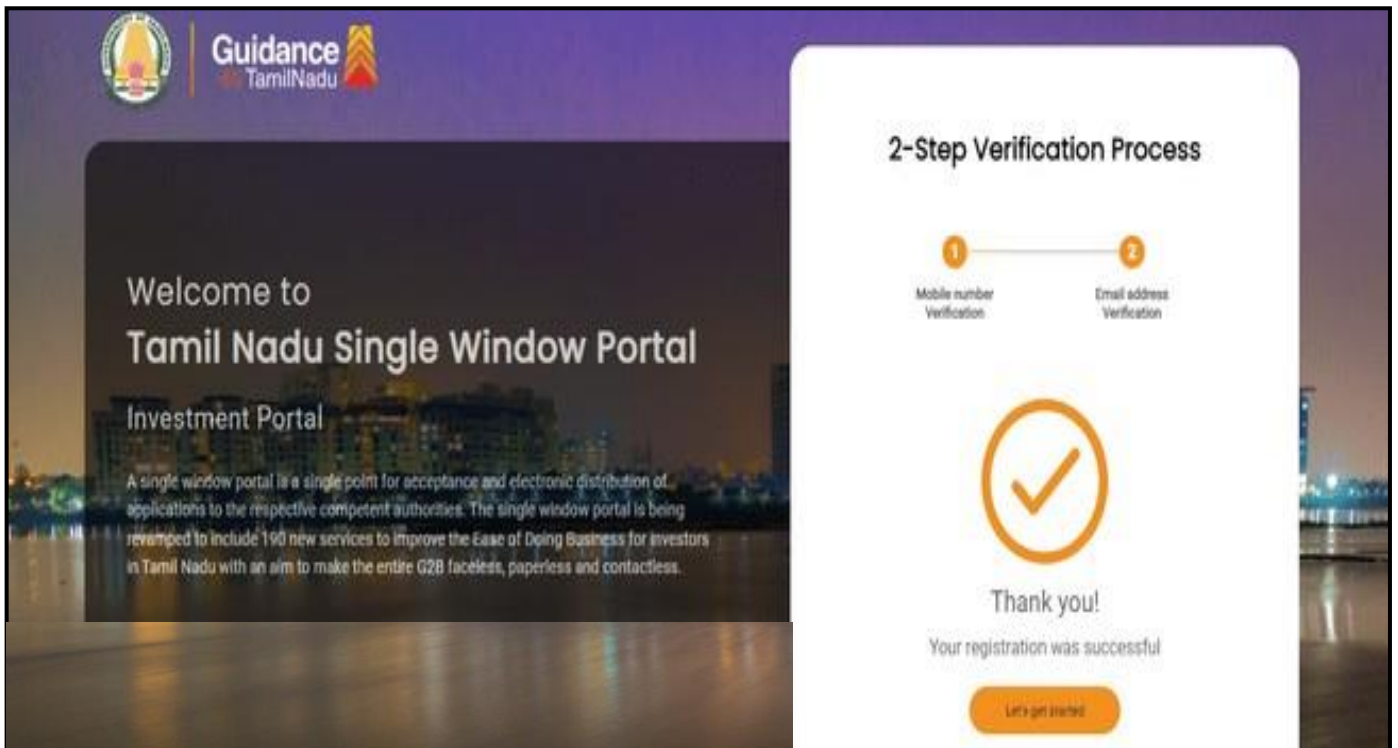 Guidance
TamilNadu
Welcome to
Tamil Nadu Single Window Portal
Investment Portal
A single window portal is a single point for acceptance and electronic distribution of
applications to the respective competent authorities. The single window portal is being
revamped to include 190 new services to improve the Ease of Doing Business for investors
in Tamil Nadu with an aim to make the entire G2B faceless, paperless and contactless.
2-Step Verification Process
1
2
Mobile number
Verification
Email address
Verification
Thank you!
Your registration was successful
Let's get started